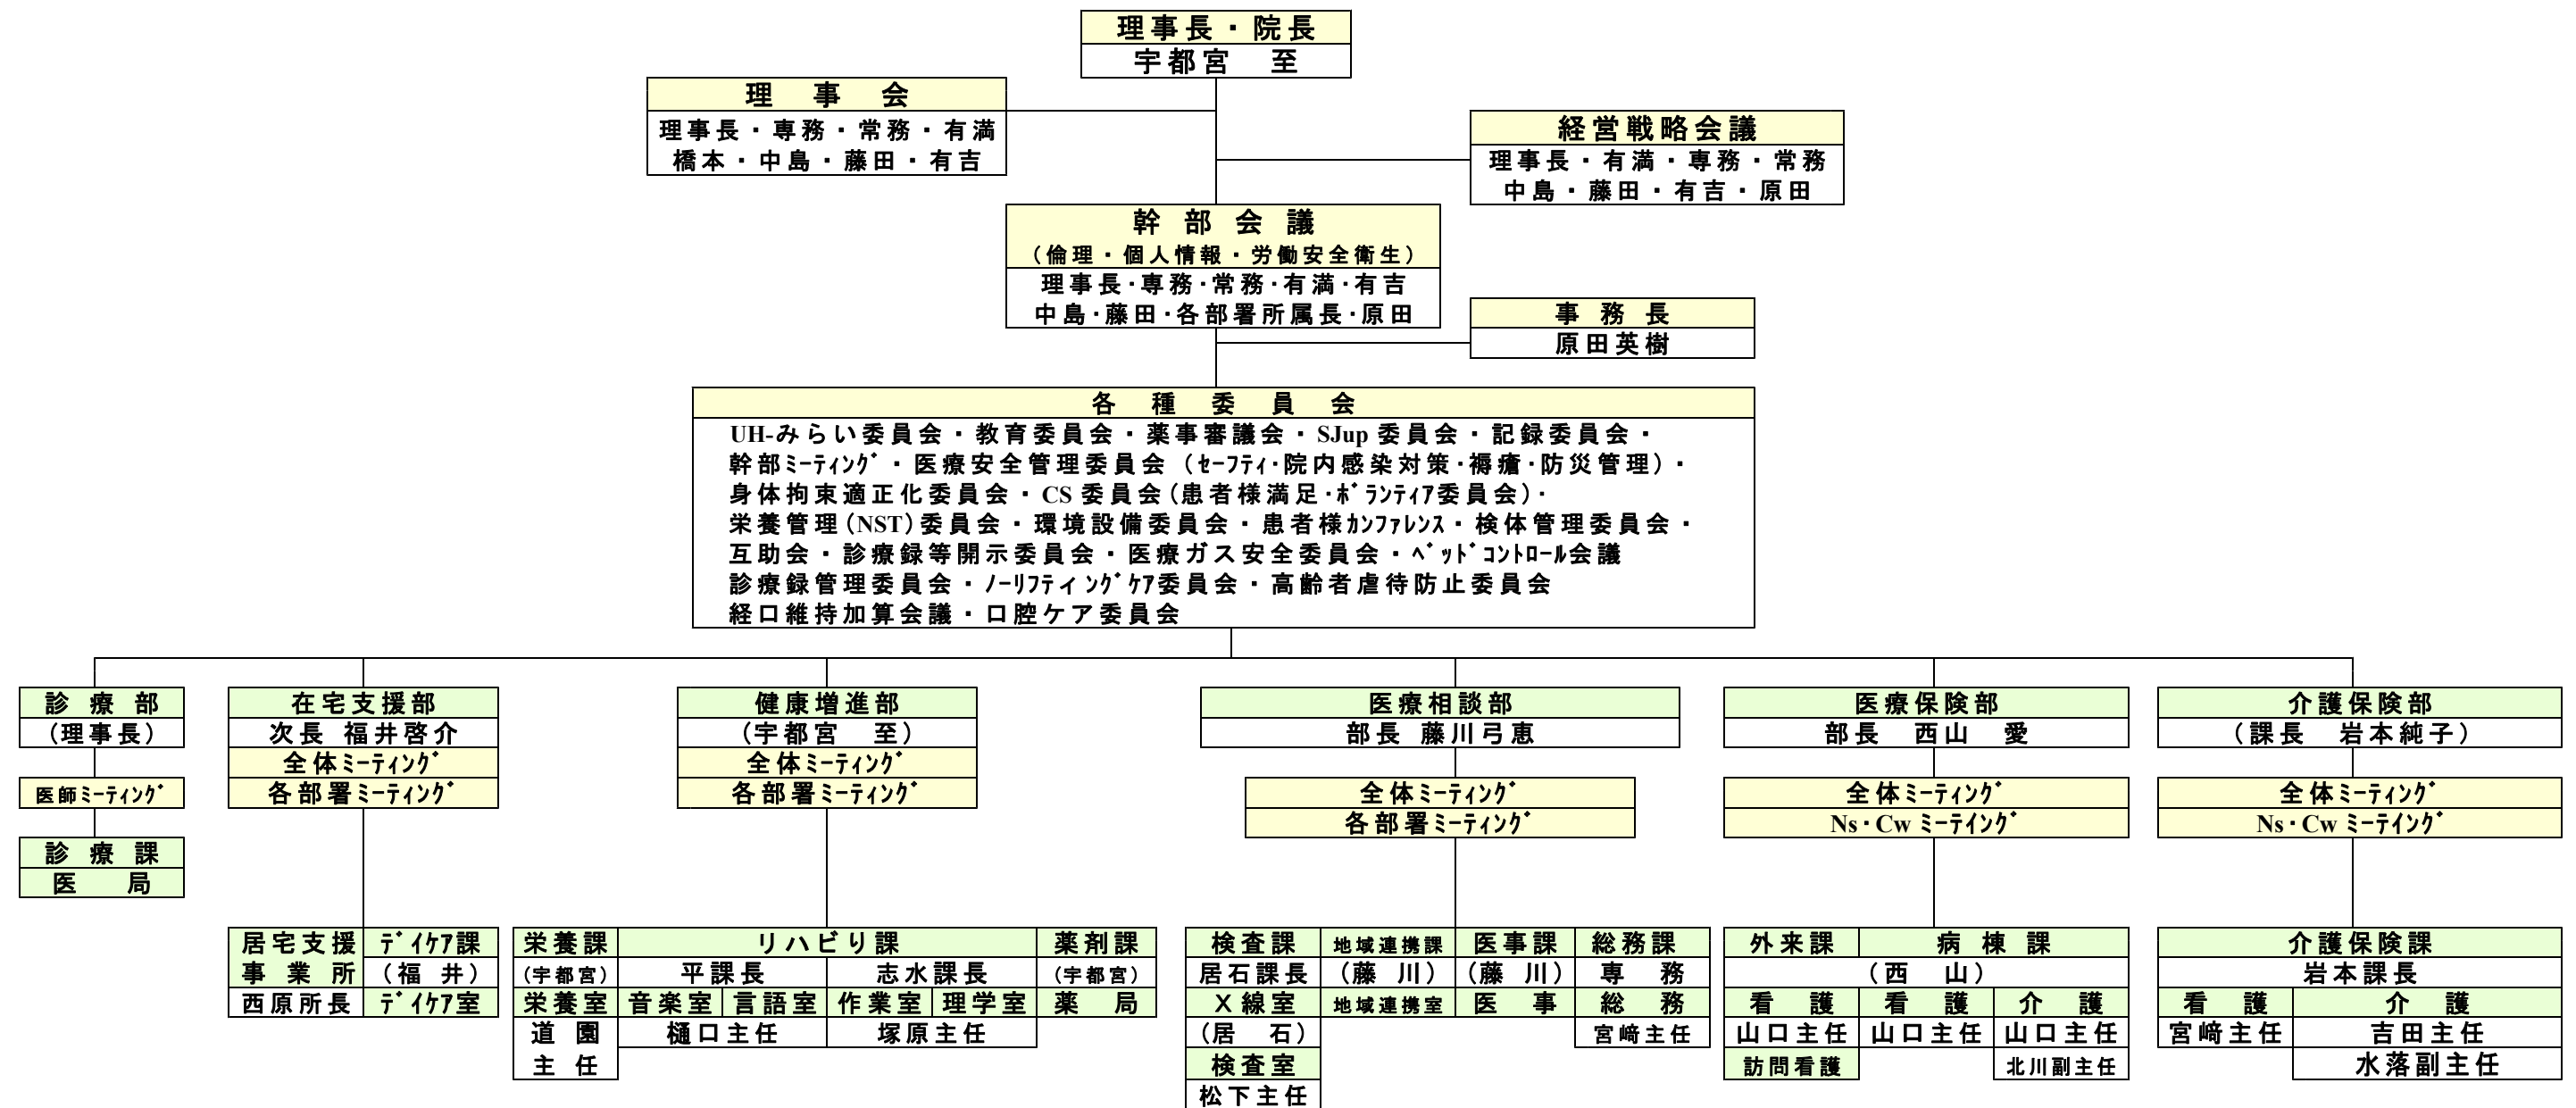 理事長・院長
宇都宮　至
理　事　会
理事長・専務・常務・有満
橋本・中島・藤田・有吉
経営戦略会議
理事長・有満・専務・常務
中島・藤田・有吉・原田
幹部会議
（倫理・個人情報・労働安全衛生）
理事長･専務･常務･有満･有吉
中島･藤田･各部署所属長･原田
事　務　長
原田英樹
各　種　委　員　会
UH-みらい委員会・教育委員会・薬事審議会・SJup 委員会・記録委員会・
幹部ﾐｰﾃｨﾝｸﾞ・医療安全管理委員会（ｾｰﾌﾃｨ･院内感染対策･褥瘡･防災管理）･
身体拘束適正化委員会・CS 委員会(患者様満足･ﾎﾞﾗﾝﾃｨｱ委員会)･
栄養管理(NST)委員会・環境設備委員会・患者様ｶﾝﾌｧﾚﾝｽ・検体管理委員会・
互助会・診療録等開示委員会・医療ガス安全委員会・ﾍﾞｯﾄﾞｺﾝﾄﾛｰﾙ会議
診療録管理委員会・ﾉｰﾘﾌﾃｨﾝｸﾞｹｱ委員会・高齢者虐待防止委員会
経口維持加算会議・口腔ケア委員会
診　療　部
(理事長)
医師ﾐｰﾃｨﾝｸﾞ
診　療　課
医　　局
在宅支援部
次長 福井啓介
全体ﾐｰﾃｨﾝｸﾞ
各部署ﾐｰﾃｨﾝｸﾞ
居宅支援
事　業　所
西原所長
ﾃﾞｲｹｱ課
(福　井)
ﾃﾞｲｹｱ室
健康増進部
(宇都宮　至)
全体ﾐｰﾃｨﾝｸﾞ
各部署ﾐｰﾃｨﾝｸﾞ
栄養課
(宇都宮)
栄養室
道　園
主　任
リハビり課
平課長 志水課長
音楽室 言語室 作業室 理学室
樋口主任 塚原主任
薬剤課
(宇都宮)
薬　　局
医療相談部
部長 藤川弓恵
全体ﾐｰﾃｨﾝｸﾞ
各部署ﾐｰﾃｨﾝｸﾞ
検査課
居石課長
Ｘ線室
(居　石)
検査室
松下主任
地域連携課
(藤　川)
地域連携室
医事課
(藤　川)
医　　事
総務課
専　　務
総　　務
宮﨑主任
医療保険部
部長　西山　愛
全体ﾐｰﾃｨﾝｸﾞ
Ns･Cw ﾐｰﾃｲﾝｸﾞ
外来課 病　棟　課
(西　山)
看　護 看　護 介　護
山口主任 山口主任 山口主任
訪問看護 北川副主任
介護保険部
(課長　岩本純子)
全体ﾐｰﾃｨﾝｸﾞ
Ns･Cw ﾐｰﾃｲﾝｸﾞ
介護保険課
岩本課長
看　護 介　護
宮﨑主任 吉田主任
水落副主任